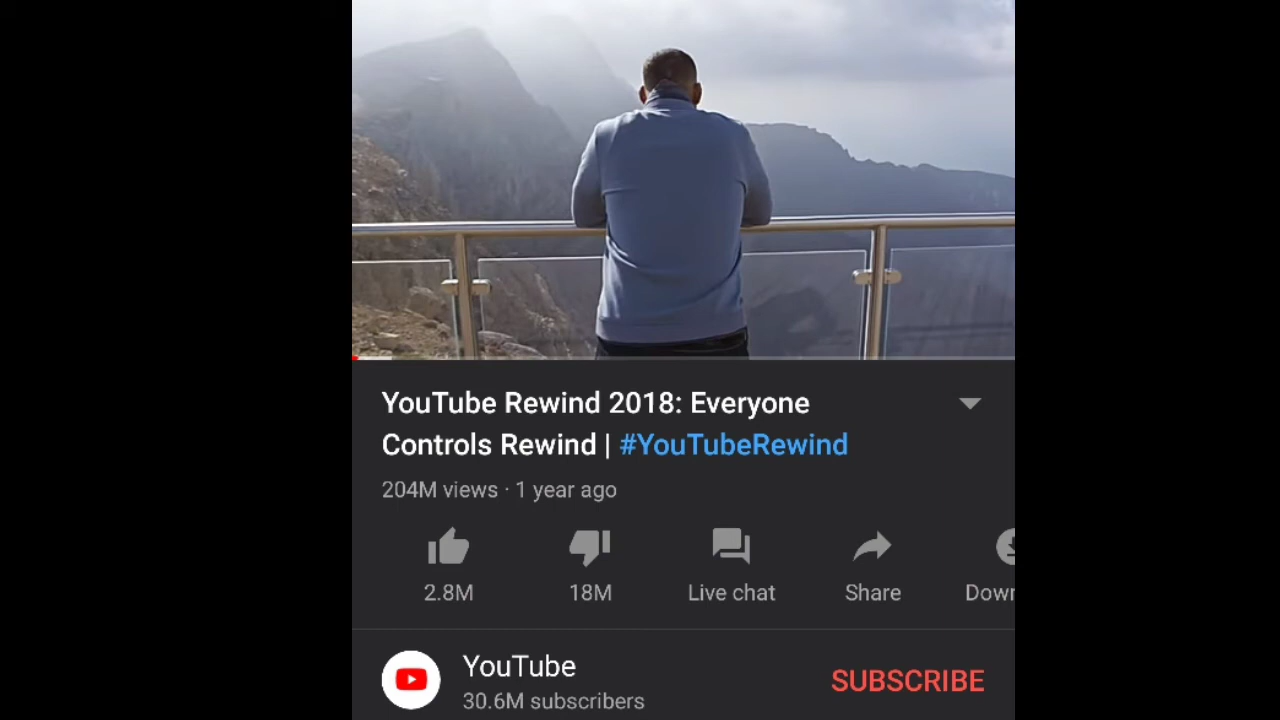 YouTube Rewind 2018: Everyone
Controls Rewind | #YouTubeRewind
204M views · 1 year ago
2.8M
18M
Live chat
Share
Down
YouTube
30.6M subscribers
SUBSCRIBE